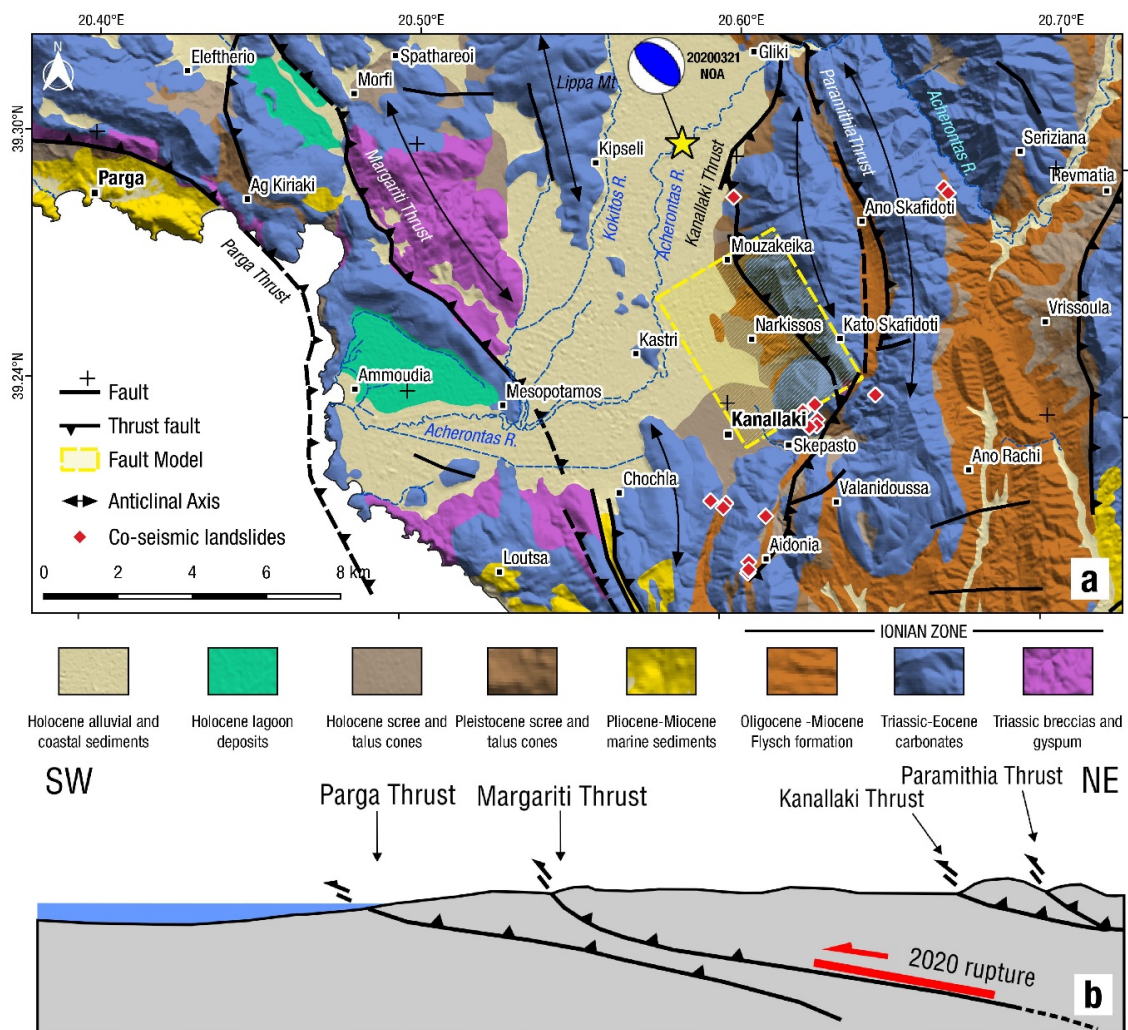 20.40°E
20.50°E
20.60°E
20.70°E
39.30°N
39.24°N
N
Eleftherio
Spathareoi
Morfi
Lippa Mt
20200321
NOA
Gliki
Paramithia Thrust
Acherontas R.
Seriziana
Trevmatia
Parga
Ag Kiriaki
Margariti Thrust
Kipseli
Kokitos R.
Acherontas R.
Kanallaki Thrust
Ano Skafidoti
Parga Thrust
Mouzakeika
Vrissoula
Narkissos
Kato Skafidoti
Kastri
Ammoudia
Mesopotamos
Acherontas R.
Kanallaki
Skepasto
Ano Rachi
Chochla
Valanidoussa
Loutsa
Aidonia
Fault
Thrust fault
Fault Model
Anticlinal Axis
Co-seismic landslides
0 2 4 6 8 km
a
IONIAN ZONE
Holocene alluvial and
coastal sediments
Holocene lagoon
deposits
Holocene scree and
talus cones
Pleistocene scree and
talus cones
Pliocene-Miocene
marine sediments
Oligocene -Miocene
Flysch formation
Triassic-Eocene
carbonates
Triassic breccias and
gyspum
SW
NE
Parga Thrust
Margariti Thrust
Kanallaki Thrust
Paramithia Thrust
2020 rupture
b